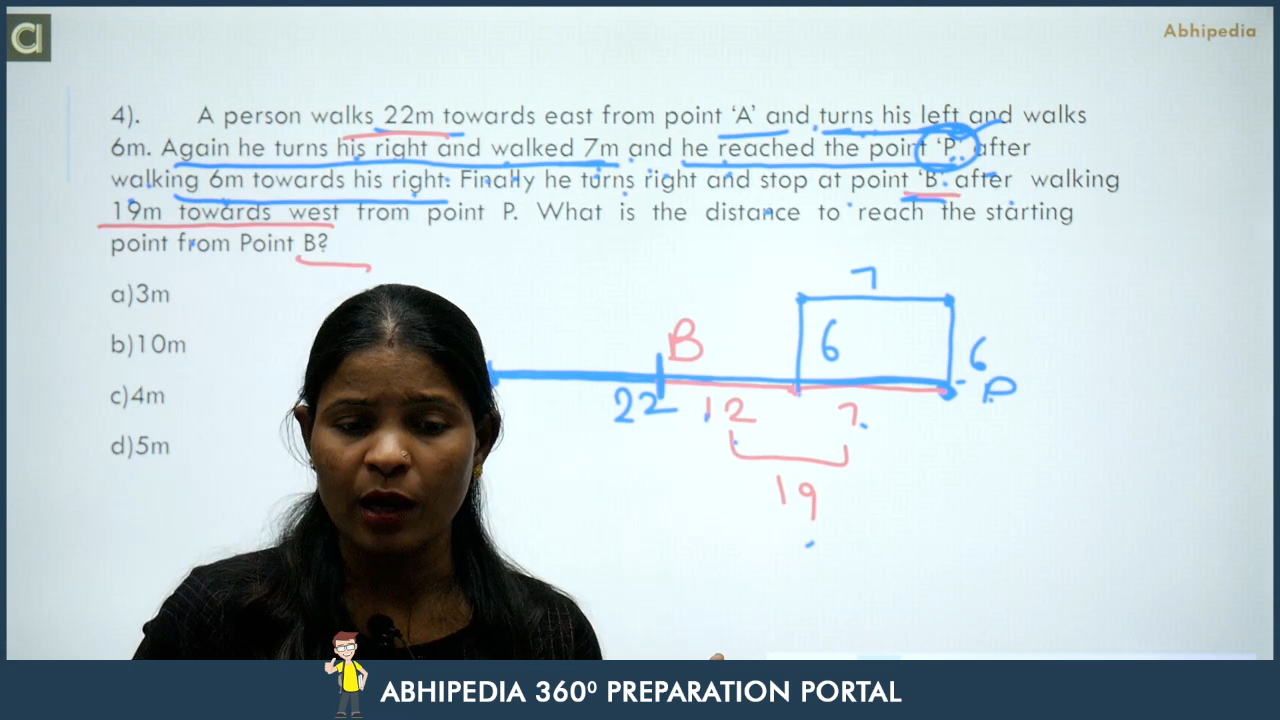 a
Abhipedia
4). A person walks 22m towards east from point ‘A’ and turns his left and walks
6m. Again he turns his right and walked 7m and he reached the point ‘P’ after
walking 6m towards his right. Finally he turns right and stop at point ‘B’ after walking
19m towards west from point P. What is the distance to reach the starting
point from Point B?
a)3m
b)10m
c)4m
d)5m
7
B 6 6
P
22 12 7
19
ABHIPEDIA 360⁰ PREPARATION PORTAL